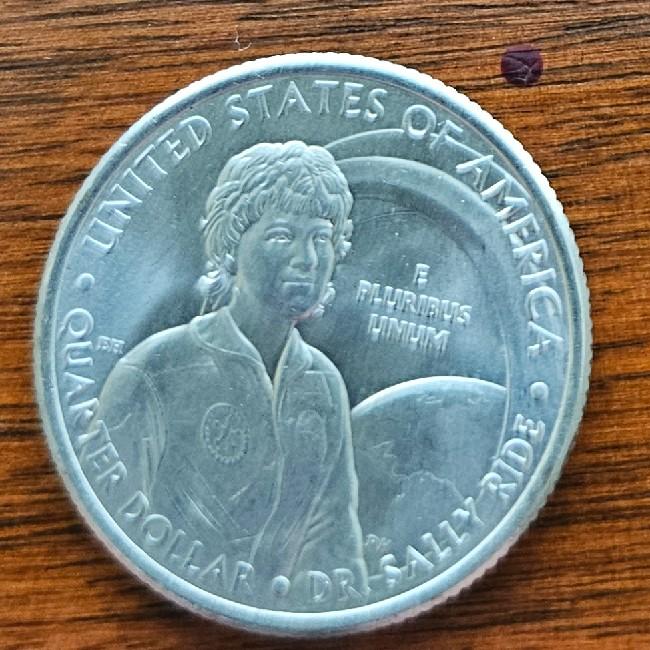 UNITED STATES OF AMERICA
E
PLURIBUS
UNUM
QUARTER DOLLAR • DR. SALLY RIDE